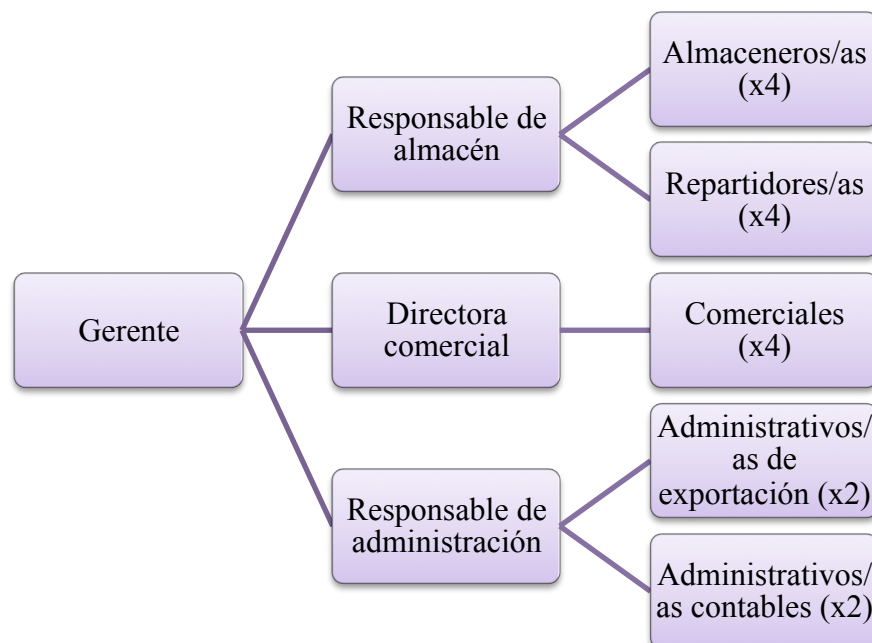 Gerente
Responsable de
almacén
Almaceneros/as
(x4)
Repartidores/as
(x4)
Directora
comercial
Comerciales
(x4)
Responsable de
administración
Administrativos/
as de
exportación (x2)
Administrativos/
as contables (x2)